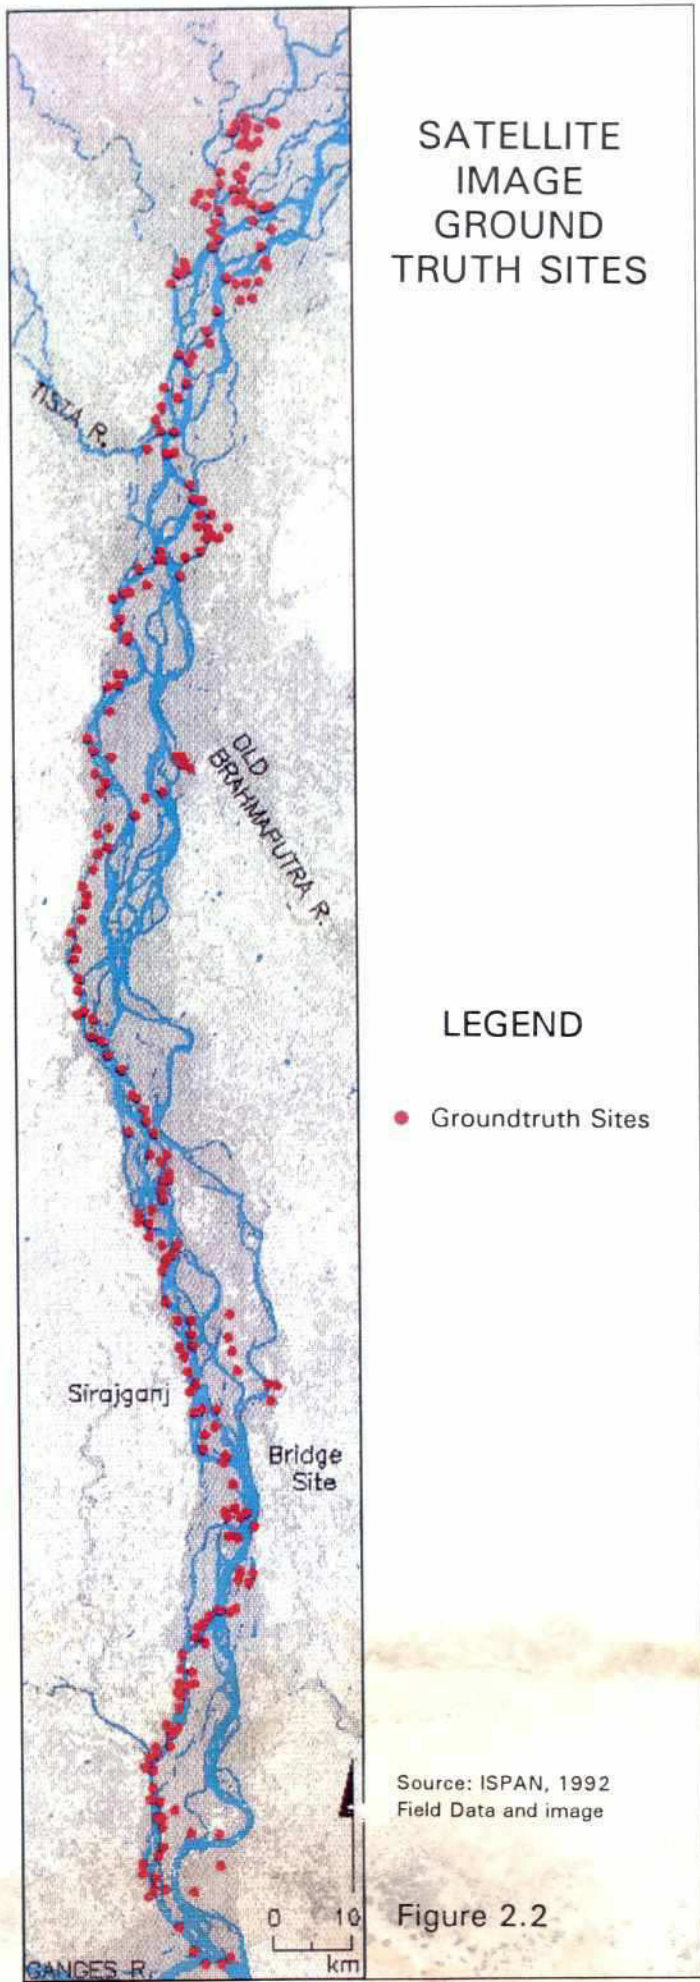 SATELLITE
IMAGE
GROUND
TRUTH SITES
TISTA R.
OLD
BRAHMAPUTRA R.
LEGEND
Groundtruth Sites
Sirajganj
Bridge
Site
Source: ISPAN, 1992
Field Data and image
0 10
km
Figure 2.2
GANGES R.